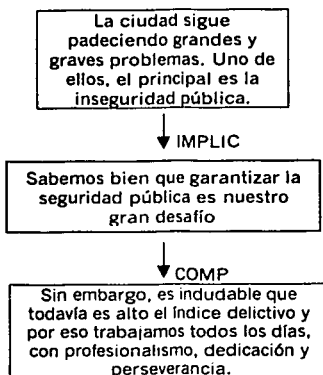 La ciudad sigue
padeciendo grandes y
graves problemas. Uno de
ellos, el principal es la
inseguridad pública.
IMPLIC
Sabemos bien que garantizar la
seguridad pública es nuestro
gran desafío
COMP
Sin embargo, es indudable que
todavía es alto el índice delictivo y
por eso trabajamos todos los días,
con profesionalismo, dedicación y
perseverancia.